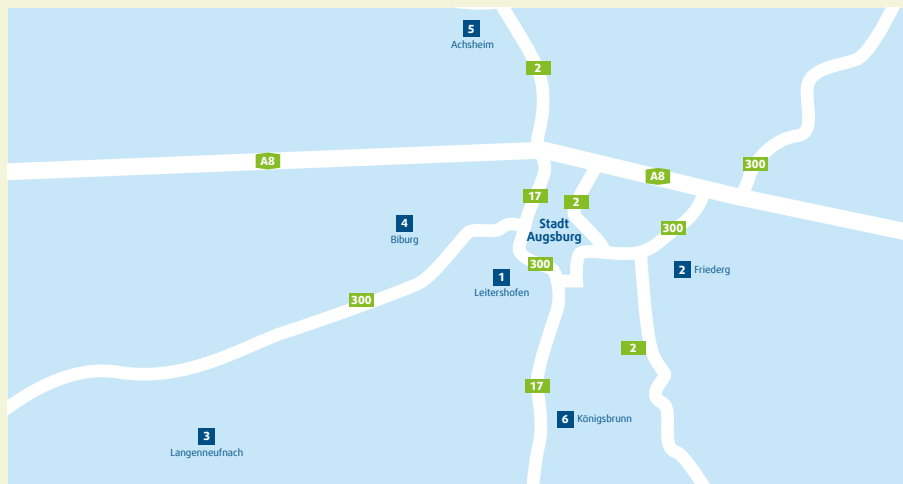 5
Achsheim
2
A8
300
A8
17
2
4
Biburg
Stadt
Augsburg
300
300
1
Leitershofen
2 Friederg
300
2
17
6 Königsbrunn
3
Langenneufnach